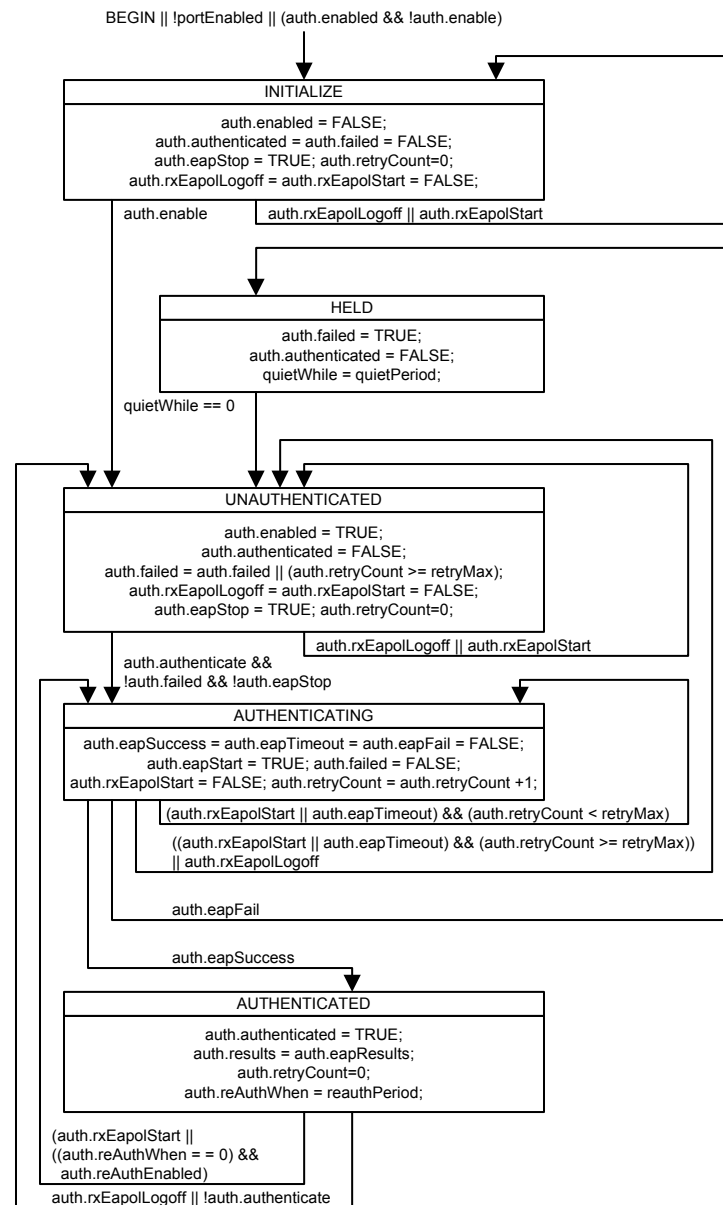 BEGIN || !portEnabled || (auth.enabled && !auth.enable)
INITIALIZE
auth.enabled = FALSE;
auth.authenticated = auth.failed = FALSE;
auth.eapStop = TRUE; auth.retryCount=0;
auth.rxEapolLogoff = auth.rxEapolStart = FALSE;
auth.enable
auth.rxEapolLogoff || auth.rxEapolStart
HELD
auth.failed = TRUE;
auth.authenticated = FALSE;
quietWhile = quietPeriod;
quietWhile == 0
UNAUTHENTICATED
auth.enabled = TRUE;
auth.authenticated = FALSE;
auth.failed = auth.failed || (auth.retryCount >= retryMax);
auth.rxEapolLogoff = auth.rxEapolStart = FALSE;
auth.eapStop = TRUE; auth.retryCount=0;
auth.rxEapolLogoff || auth.rxEapolStart
auth.authenticate &&
!auth.failed && !auth.eapStop
AUTHENTICATING
auth.eapSuccess = auth.eapTimeout = auth.eapFail = FALSE;
auth.eapStart = TRUE; auth.failed = FALSE;
auth.rxEapolStart = FALSE; auth.retryCount = auth.retryCount +1;
(auth.rxEapolStart || auth.eapTimeout) && (auth.retryCount < retryMax)
((auth.rxEapolStart || auth.eapTimeout) && (auth.retryCount >= retryMax))
|| auth.rxEapolLogoff
auth.eapFail
auth.eapSuccess
AUTHENTICATED
auth.authenticated = TRUE;
auth.results = auth.eapResults;
auth.retryCount=0;
auth.reAuthWhen = reauthPeriod;
(auth.rxEapolStart ||
((auth.reAuthWhen = = 0) &&
auth.reAuthEnabled)
auth.rxEapolLogoff || !auth.authenticate